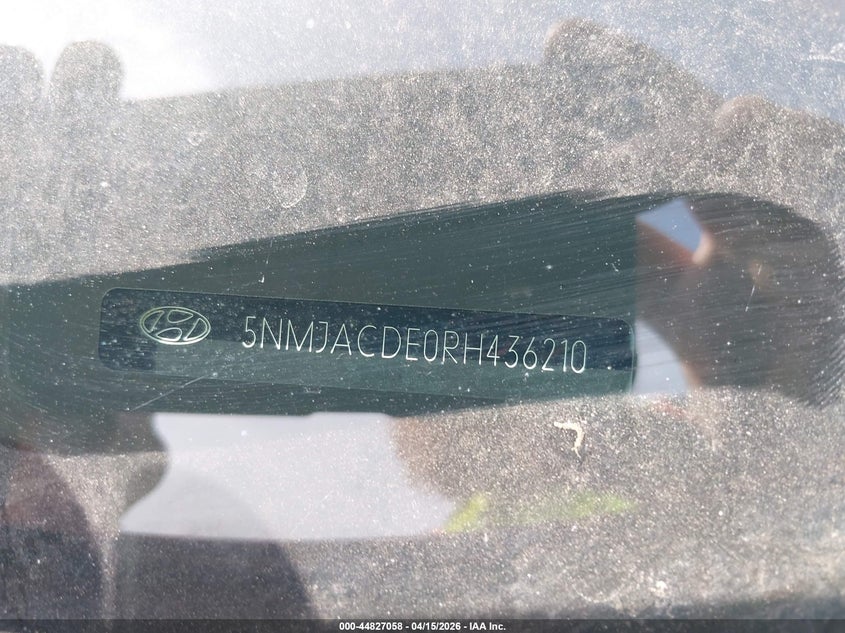 5NMJACDE0RH436210
000-44827058 - 04/15/2026 - IAA Inc.